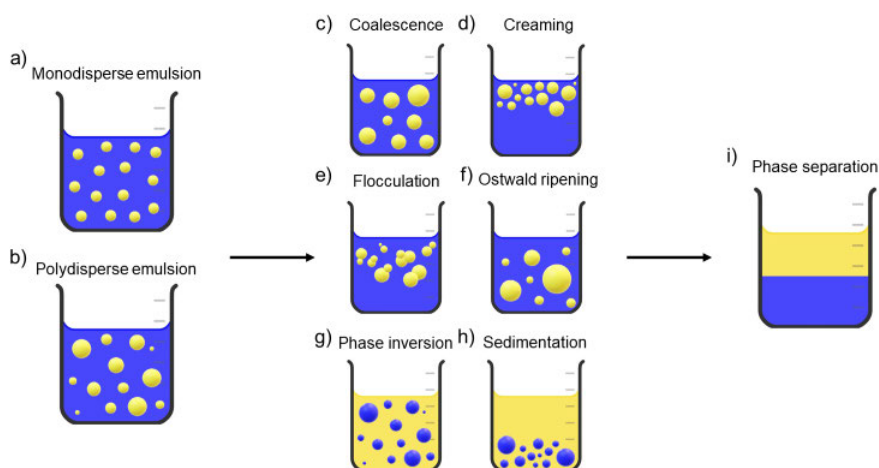 a)
Monodisperse emulsion
b)
Polydisperse emulsion
c)
Coalescence
d)
Creaming
e)
Flocculation
f)
Ostwald ripening
g)
Phase inversion
h)
Sedimentation
i)
Phase separation